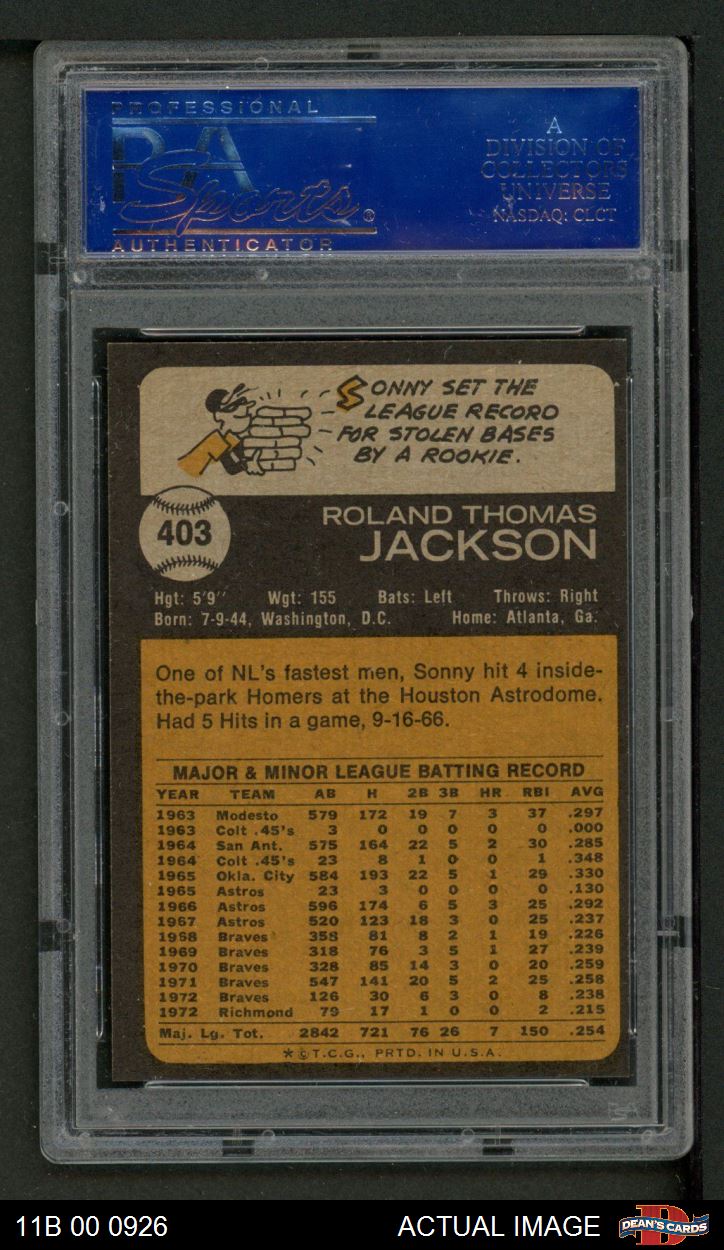 PROFESSIONAL
PSA
Sports ®
AUTHENTICATOR
A
DIVISION OF
COLLECTORS
UNIVERSE
NASDAQ: CLCT
SONNY SET THE
LEAGUE RECORD
FOR STOLEN BASES
BY A ROOKIE.
403
ROLAND THOMAS
JACKSON
Hgt: 5'9" Wgt: 155 Bats: Left Throws: Right
Born: 7-9-44, Washington, D.C. Home: Atlanta, Ga.
One of NL's fastest men, Sonny hit 4 inside-
the-park Homers at the Houston Astrodome.
Had 5 Hits in a game, 9-16-66.
MAJOR & MINOR LEAGUE BATTING RECORD
YEAR TEAM AB H 2B 3B HR RBI AVG
1963 Modesto 579 172 19 7 3 37 .297
1963 Colt .45's 3 0 0 0 0 0 .000
1964 San Ant. 575 164 22 5 2 30 .285
1964 Colt .45's 23 8 1 0 0 1 .348
1965 Okla. City 584 193 22 5 1 29 .330
1965 Astros 23 3 0 0 0 0 .130
1966 Astros 596 174 6 5 3 25 .292
1967 Astros 520 123 18 3 0 25 .237
1968 Braves 358 81 8 2 1 19 .226
1969 Braves 318 76 3 5 1 27 .239
1970 Braves 328 85 14 3 0 20 .259
1971 Braves 547 141 20 5 2 25 .258
1972 Braves 126 30 6 3 0 8 .238
1972 Richmond 79 17 1 0 0 2 .215
Maj. Lg. Tot. 2842 721 76 26 7 150 .254
* © T.C.G., PRTD. IN U.S.A.
11B 00 0926
ACTUAL IMAGE
D
DEAN'S CARDS